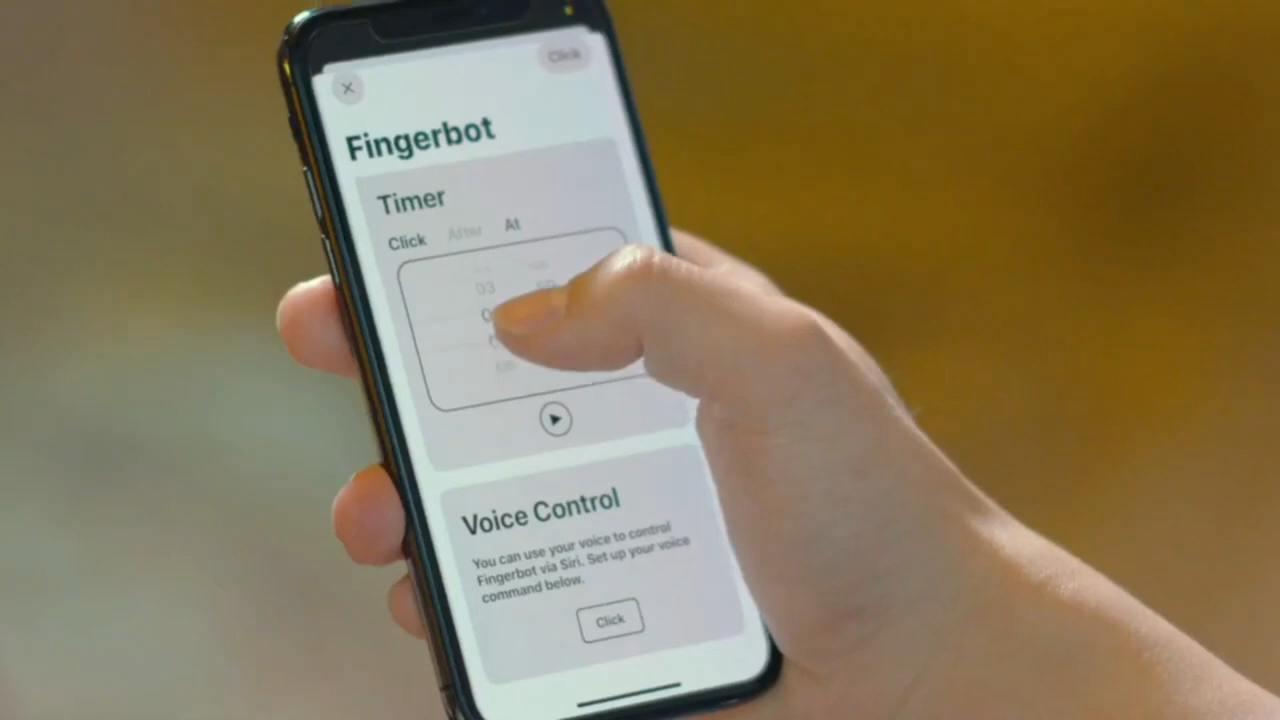 Click
Fingerbot
Timer
Click After At
03
Voice Control
You can use your voice to control
Fingerbot via Siri. Set up your voice
command below.
Click